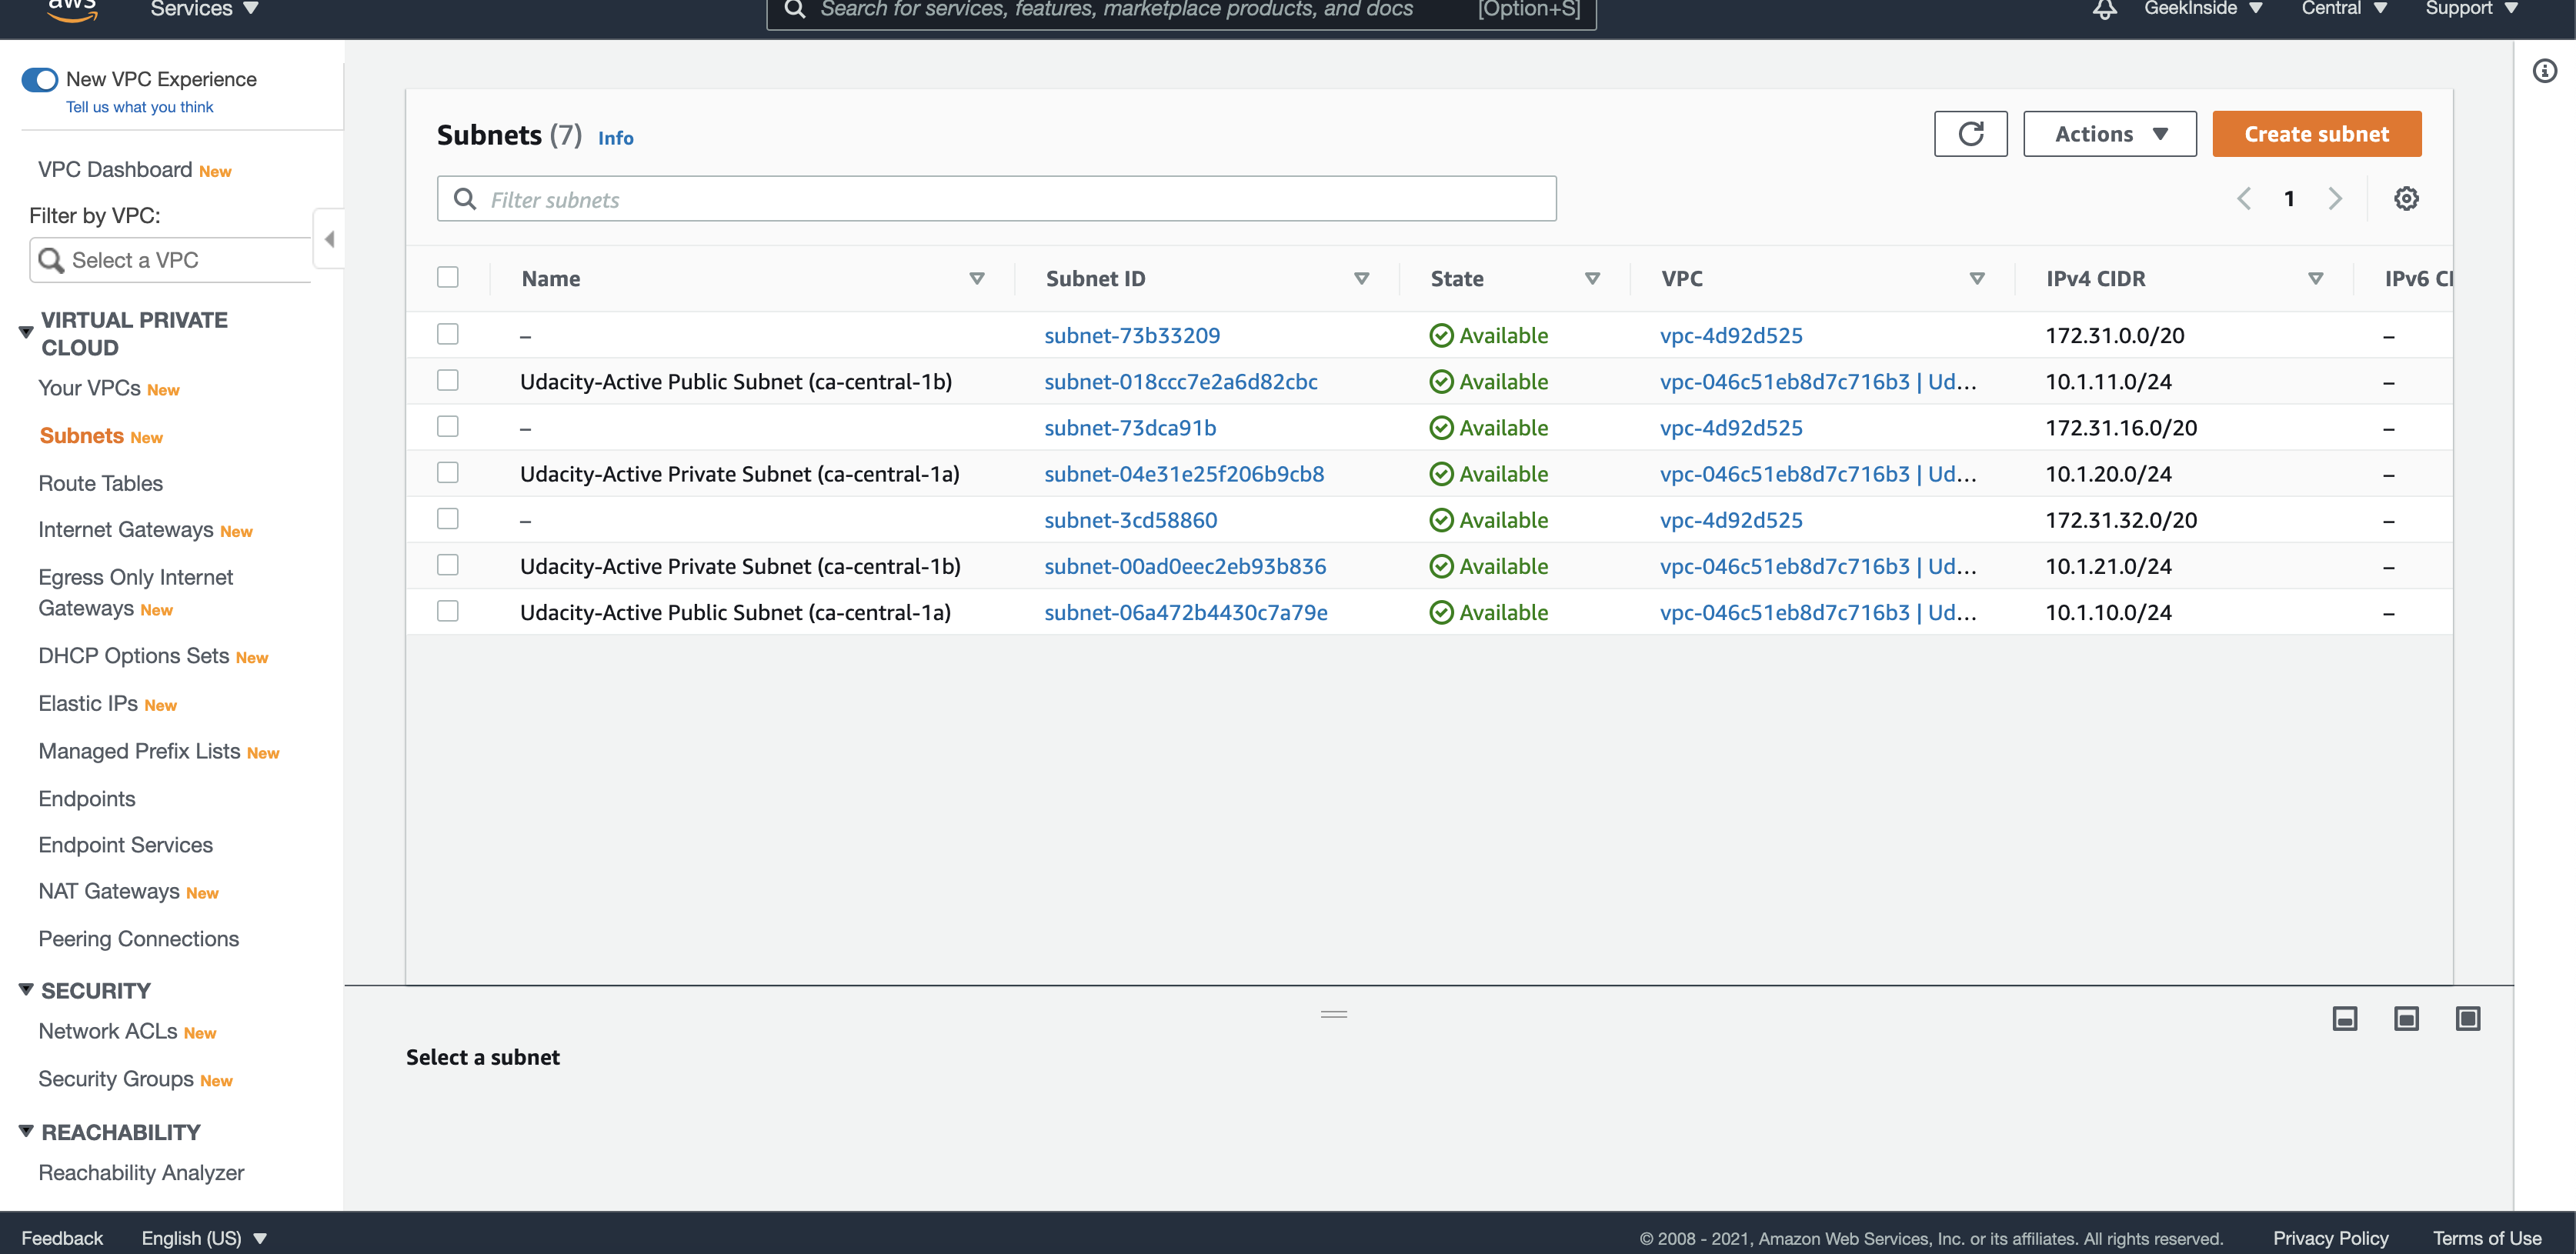 aws Services Search for services, features, marketplace products, and docs [Option+S] GeekInside Central Support
New VPC Experience
Tell us what you think
VPC Dashboard New
Filter by VPC:
Select a VPC
VIRTUAL PRIVATE
CLOUD
Your VPCs New
Subnets New
Route Tables
Internet Gateways New
Egress Only Internet
Gateways New
DHCP Options Sets New
Elastic IPs New
Managed Prefix Lists New
Endpoints
Endpoint Services
NAT Gateways New
Peering Connections
SECURITY
Network ACLs New
Security Groups New
REACHABILITY
Reachability Analyzer
Subnets (7) Info Actions Create subnet
Filter subnets 1
Name Subnet ID State VPC IPv4 CIDR IPv6 CI
– subnet-73b33209 Available vpc-4d92d525 172.31.0.0/20 –
Udacity-Active Public Subnet (ca-central-1b) subnet-018ccc7e2a6d82cbc Available vpc-046c51eb8d7c716b3 | Ud... 10.1.11.0/24 –
– subnet-73dca91b Available vpc-4d92d525 172.31.16.0/20 –
Udacity-Active Private Subnet (ca-central-1a) subnet-04e31e25f206b9cb8 Available vpc-046c51eb8d7c716b3 | Ud... 10.1.20.0/24 –
– subnet-3cd58860 Available vpc-4d92d525 172.31.32.0/20 –
Udacity-Active Private Subnet (ca-central-1b) subnet-00ad0eec2eb93b836 Available vpc-046c51eb8d7c716b3 | Ud... 10.1.21.0/24 –
Udacity-Active Public Subnet (ca-central-1a) subnet-06a472b4430c7a79e Available vpc-046c51eb8d7c716b3 | Ud... 10.1.10.0/24 –
Select a subnet
Feedback English (US) © 2008 - 2021, Amazon Web Services, Inc. or its affiliates. All rights reserved. Privacy Policy Terms of Use